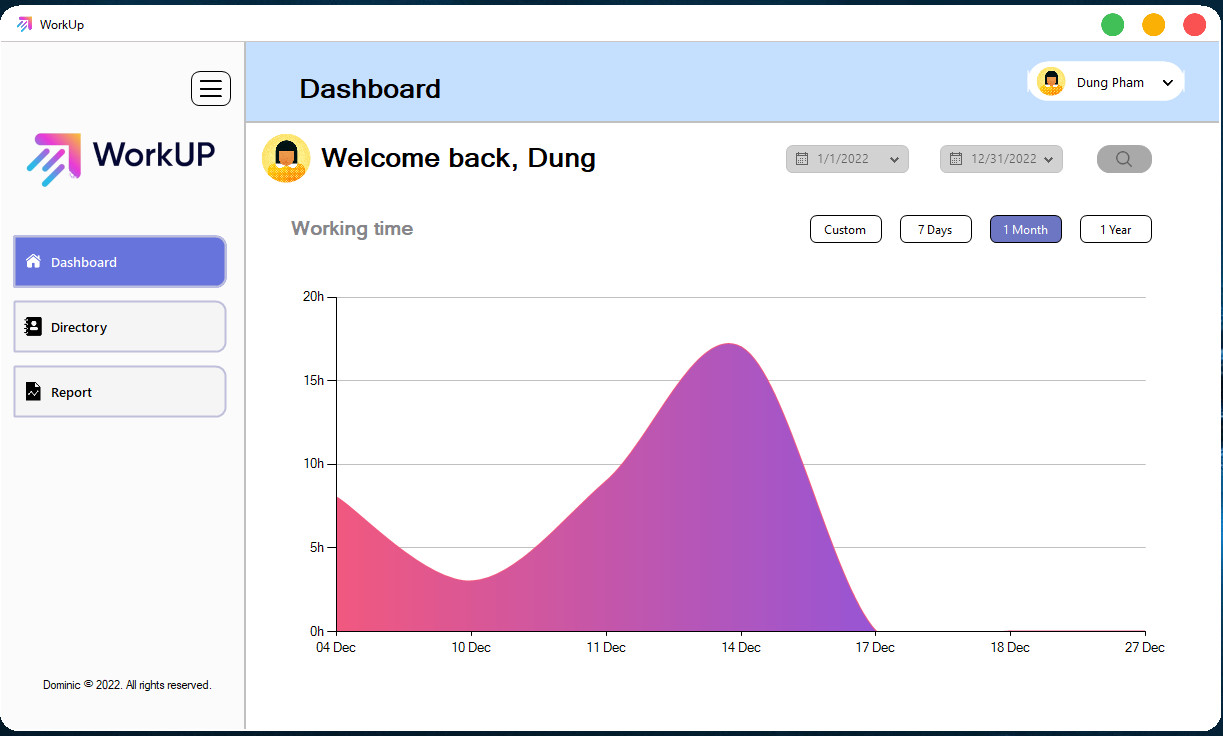 WorkUp
WorkUP
Dashboard
Directory
Report
Dominic © 2022. All rights reserved.
Dashboard
Dung Pham
Welcome back, Dung
1/1/2022
12/31/2022
Working time
Custom
7 Days
1 Month
1 Year
20h
15h
10h
5h
0h
04 Dec 10 Dec 11 Dec 14 Dec 17 Dec 18 Dec 27 Dec